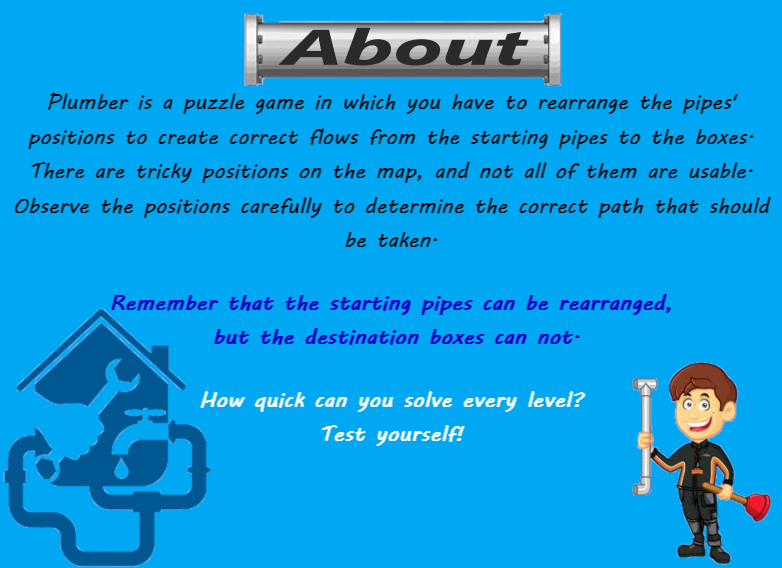 About
Plumber is a puzzle game in which you have to rearrange the pipes'
positions to create correct flows from the starting pipes to the boxes.
There are tricky positions on the map, and not all of them are usable.
Observe the positions carefully to determine the correct path that should
be taken.
Remember that the starting pipes can be rearranged,
but the destination boxes can not.
How quick can you solve every level?
Test yourself!